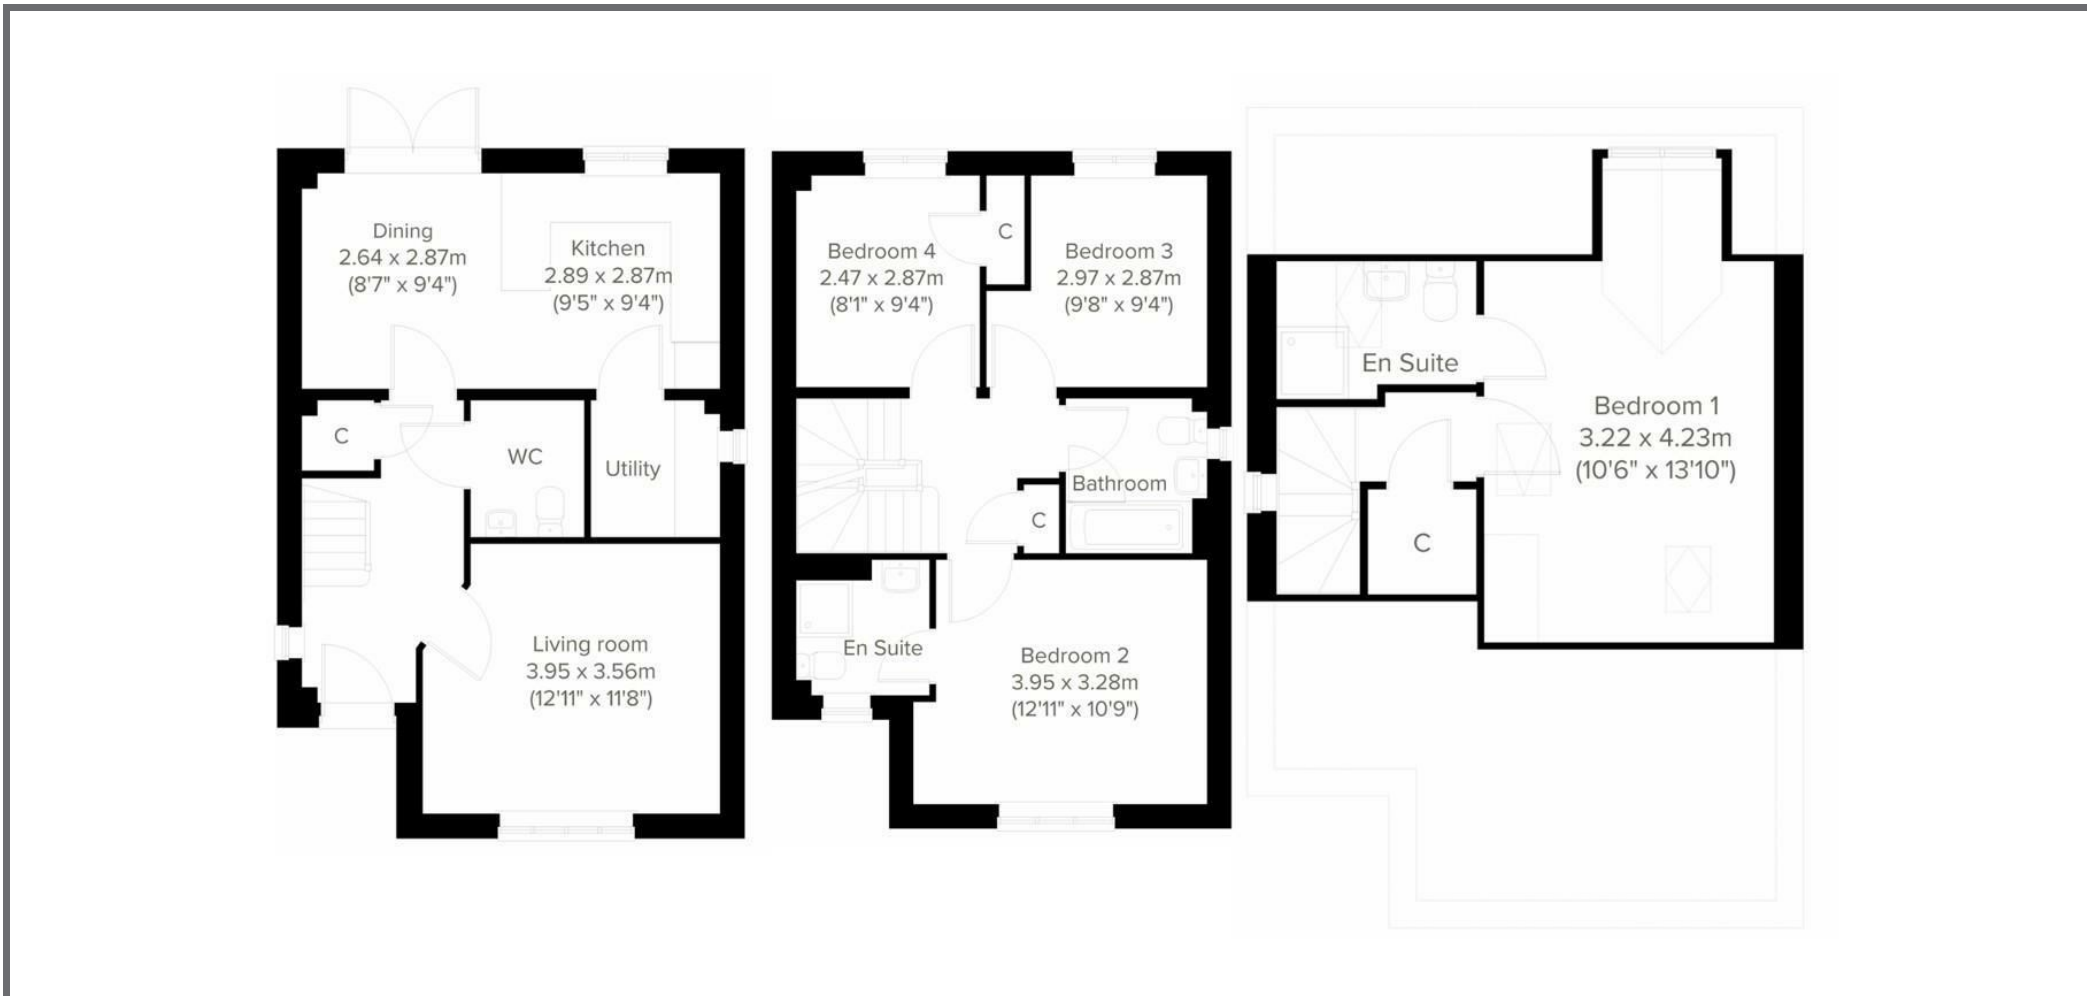 Dining
2.64 x 2.87m
(8'7" x 9'4")
Kitchen
2.89 x 2.87m
(9'5" x 9'4")
C
WC
Utility
Living room
3.95 x 3.56m
(12'11" x 11'8")
Bedroom 4
2.47 x 2.87m
(8'1" x 9'4")
C
Bedroom 3
2.97 x 2.87m
(9'8" x 9'4")
Bathroom
C
En Suite
Bedroom 2
3.95 x 3.28m
(12'11" x 10'9")
En Suite
Bedroom 1
3.22 x 4.23m
(10'6" x 13'10")
C